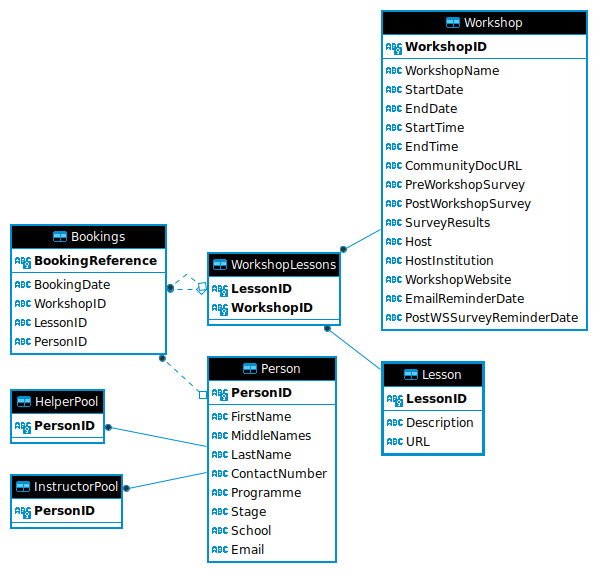 Workshop
WorkshopID
WorkshopName
StartDate
EndDate
StartTime
EndTime
CommunityDocURL
PreWorkshopSurvey
PostWorkshopSurvey
SurveyResults
Host
HostInstitution
WorkshopWebsite
EmailReminderDate
PostWSSurveyReminderDate
Bookings
BookingReference
BookingDate
WorkshopID
LessonID
PersonID
WorkshopLessons
LessonID
WorkshopID
Person
PersonID
FirstName
MiddleNames
LastName
ContactNumber
Programme
Stage
School
Email
Lesson
LessonID
Description
URL
HelperPool
PersonID
InstructorPool
PersonID